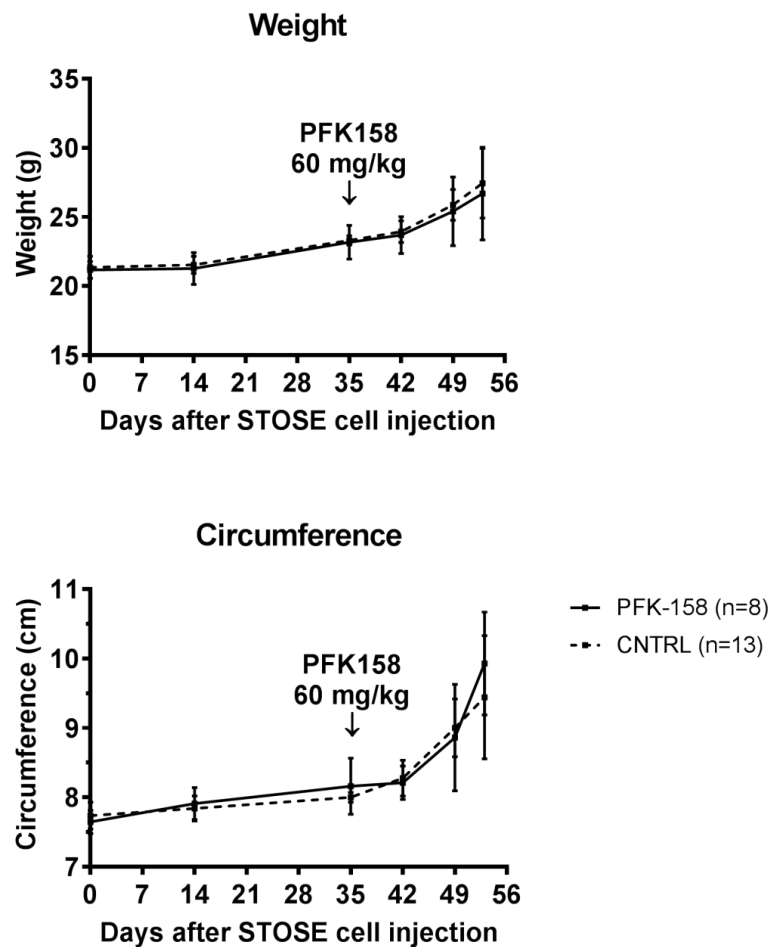 Weight
35
30
25
20
15
Weight (g)
PFK158
60 mg/kg
↓
0 7 14 21 28 35 42 49 56
Days after STOSE cell injection
Circumference
11
10
9
8
7
Circumference (cm)
PFK158
60 mg/kg
↓
0 7 14 21 28 35 42 49 56
Days after STOSE cell injection
PFK-158 (n=8)
CNTRL (n=13)